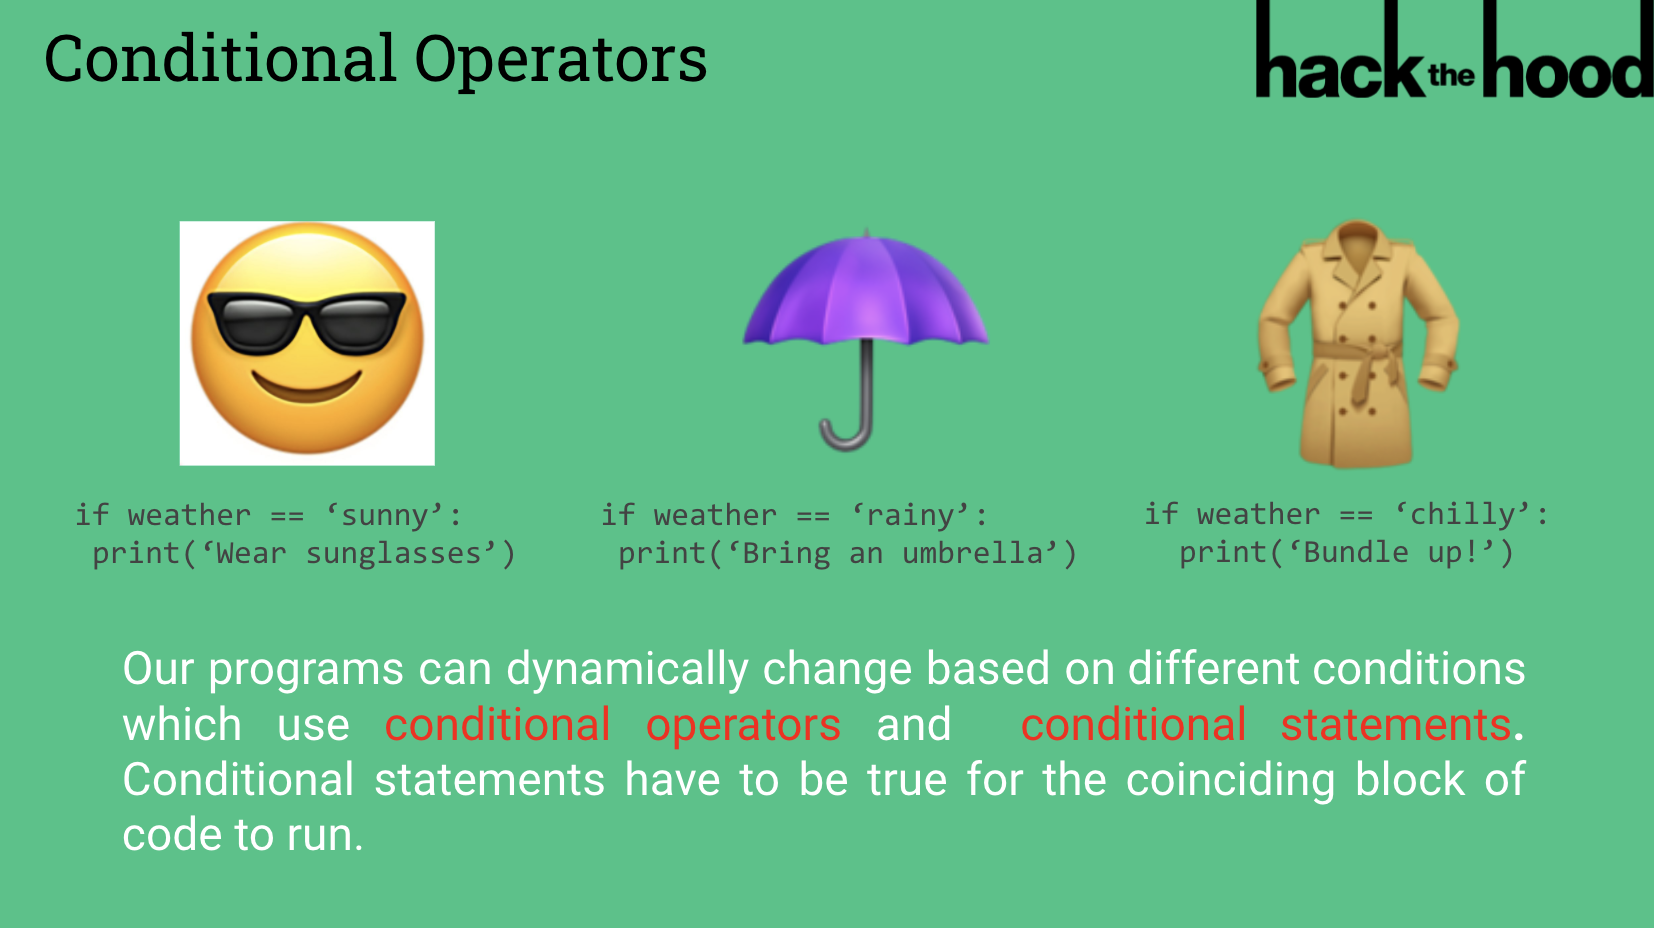 Conditional Operators
hack the hood
if weather == ‘sunny’:
print(‘Wear sunglasses’)
if weather == ‘rainy’:
print(‘Bring an umbrella’)
if weather == ‘chilly’:
print(‘Bundle up!’)
Our programs can dynamically change based on different conditions
which use conditional operators and conditional statements.
Conditional statements have to be true for the coinciding block of
code to run.